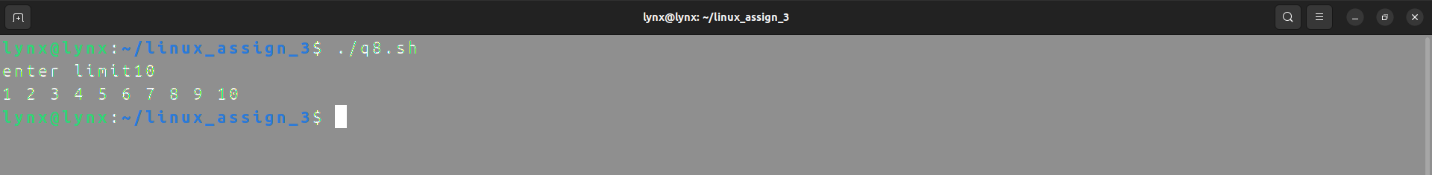 lynx@lynx: ~/linux_assign_3
lynx@lynx:~/linux_assign_3$ ./q8.sh
enter limit10
1 2 3 4 5 6 7 8 9 10
lynx@lynx:~/linux_assign_3$